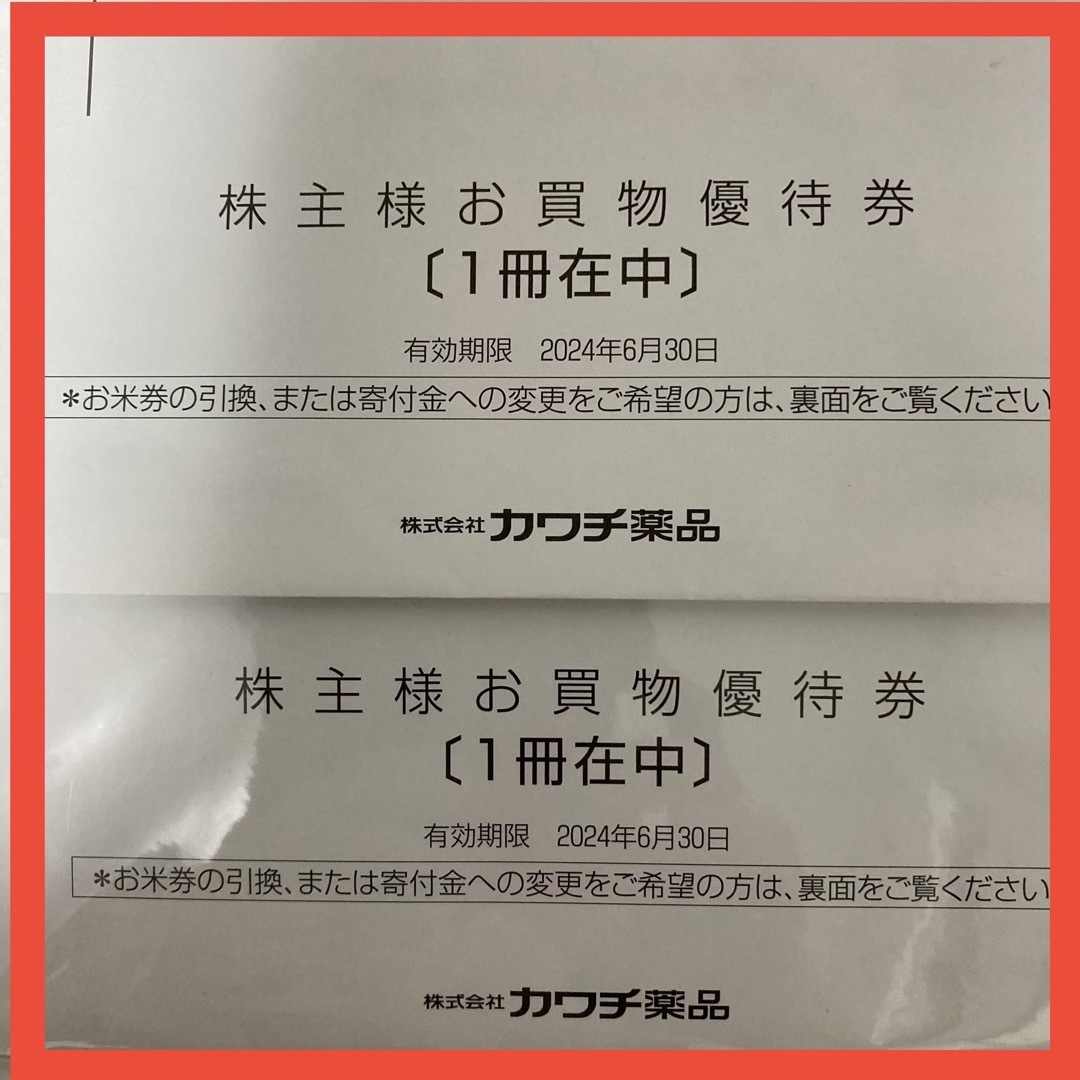 株主様お買物優待券
〔1冊在中〕
有効期限 2024年6月30日
*お米券の引換、または寄付金への変更をご希望の方は、裏面をご覧ください
株式会社カワチ薬品
株主様お買物優待券
〔1冊在中〕
有効期限 2024年6月30日
*お米券の引換、または寄付金への変更をご希望の方は、裏面をご覧ください
株式会社カワチ薬品